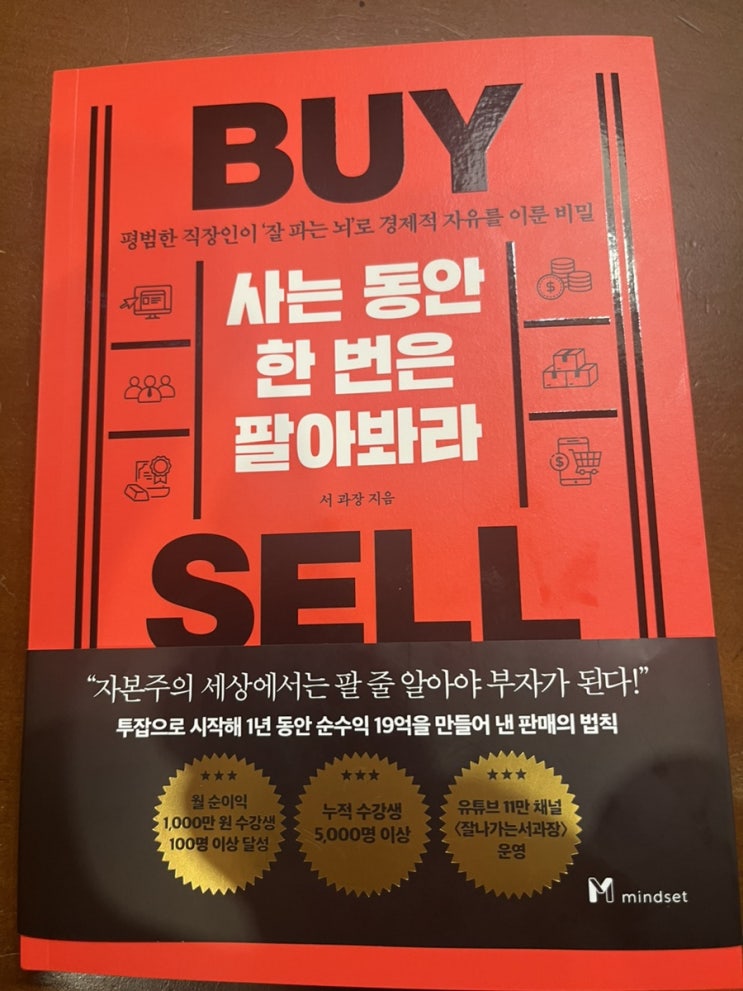 BUY
평범한 직장인이 '잘 파는 뇌'로 경제적 자유를 이룬 비밀
사는 동안
한 번은
팔아봐라
서 과장 지음
SELL
“자본주의 세상에서는 팔 줄 알아야 부자가 된다!”
투잡으로 시작해 1년 동안 순수익 19억을 만들어 낸 판매의 법칙
월 순이익
1,000만 원 수강생
100명 이상 달성
누적 수강생
5,000명 이상
유튜브 11만 채널
<잘나가는서과장>
운영
M mindset